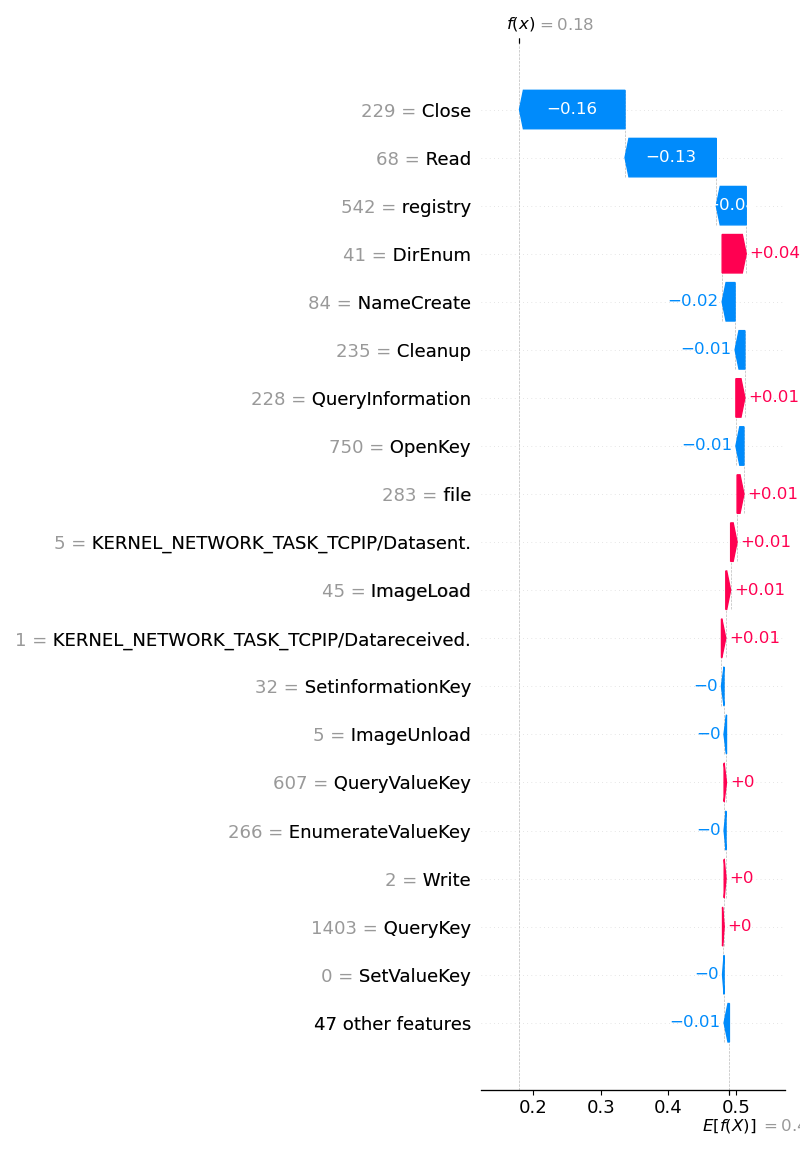 f(x) = 0.18
229 = Close −0.16
68 = Read −0.13
542 = registry
41 = DirEnum +0.04
84 = NameCreate −0.02
235 = Cleanup −0.01
228 = QueryInformation +0.01
750 = OpenKey −0.01
283 = file +0.01
5 = KERNEL_NETWORK_TASK_TCPIP/Datasent. +0.01
45 = ImageLoad +0.01
1 = KERNEL_NETWORK_TASK_TCPIP/Datareceived. +0.01
32 = SetinformationKey −0
5 = ImageUnload −0
607 = QueryValueKey +0
266 = EnumerateValueKey −0
2 = Write +0
1403 = QueryKey +0
0 = SetValueKey −0
47 other features −0.01
0.2 0.3 0.4 0.5
E[f(X)] =